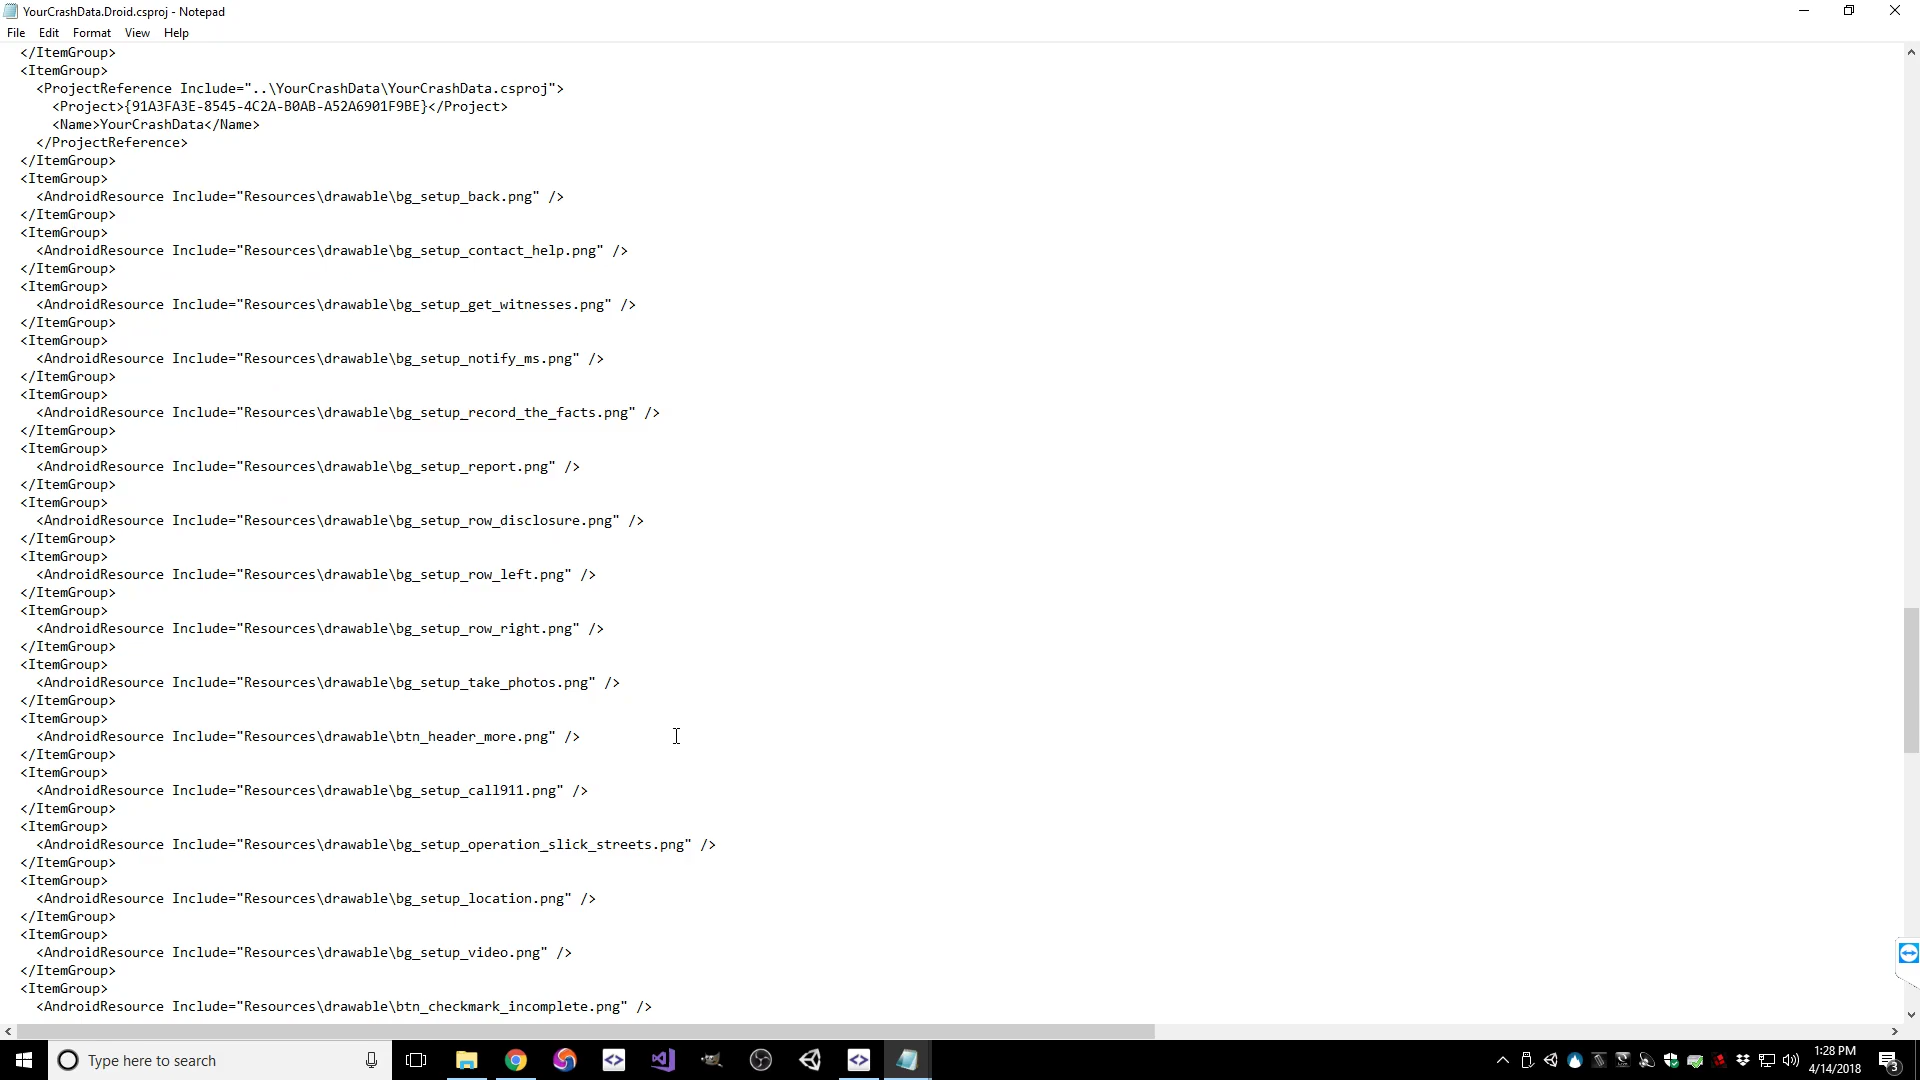 YourCrashData.Droid.csproj - Notepad
File Edit Format View Help
</ItemGroup>
<ItemGroup>
<ProjectReference Include="..\YourCrashData\YourCrashData.csproj">
<Project>{91A3FA3E-8545-4C2A-B0AB-A52A6901F9BE}</Project>
<Name>YourCrashData</Name>
</ProjectReference>
</ItemGroup>
<ItemGroup>
<AndroidResource Include="Resources\drawable\bg_setup_back.png" />
</ItemGroup>
<ItemGroup>
<AndroidResource Include="Resources\drawable\bg_setup_contact_help.png" />
</ItemGroup>
<ItemGroup>
<AndroidResource Include="Resources\drawable\bg_setup_get_witnesses.png" />
</ItemGroup>
<ItemGroup>
<AndroidResource Include="Resources\drawable\bg_setup_notify_ms.png" />
</ItemGroup>
<ItemGroup>
<AndroidResource Include="Resources\drawable\bg_setup_record_the_facts.png" />
</ItemGroup>
<ItemGroup>
<AndroidResource Include="Resources\drawable\bg_setup_report.png" />
</ItemGroup>
<ItemGroup>
<AndroidResource Include="Resources\drawable\bg_setup_row_disclosure.png" />
</ItemGroup>
<ItemGroup>
<AndroidResource Include="Resources\drawable\bg_setup_row_left.png" />
</ItemGroup>
<ItemGroup>
<AndroidResource Include="Resources\drawable\bg_setup_row_right.png" />
</ItemGroup>
<ItemGroup>
<AndroidResource Include="Resources\drawable\bg_setup_take_photos.png" />
</ItemGroup>
<ItemGroup>
<AndroidResource Include="Resources\drawable\btn_header_more.png" />
</ItemGroup>
<ItemGroup>
<AndroidResource Include="Resources\drawable\bg_setup_call911.png" />
</ItemGroup>
<ItemGroup>
<AndroidResource Include="Resources\drawable\bg_setup_operation_slick_streets.png" />
</ItemGroup>
<ItemGroup>
<AndroidResource Include="Resources\drawable\bg_setup_location.png" />
</ItemGroup>
<ItemGroup>
<AndroidResource Include="Resources\drawable\bg_setup_video.png" />
</ItemGroup>
<ItemGroup>
<AndroidResource Include="Resources\drawable\btn_checkmark_incomplete.png" />
Type here to search
1:28 PM
4/14/2018
3